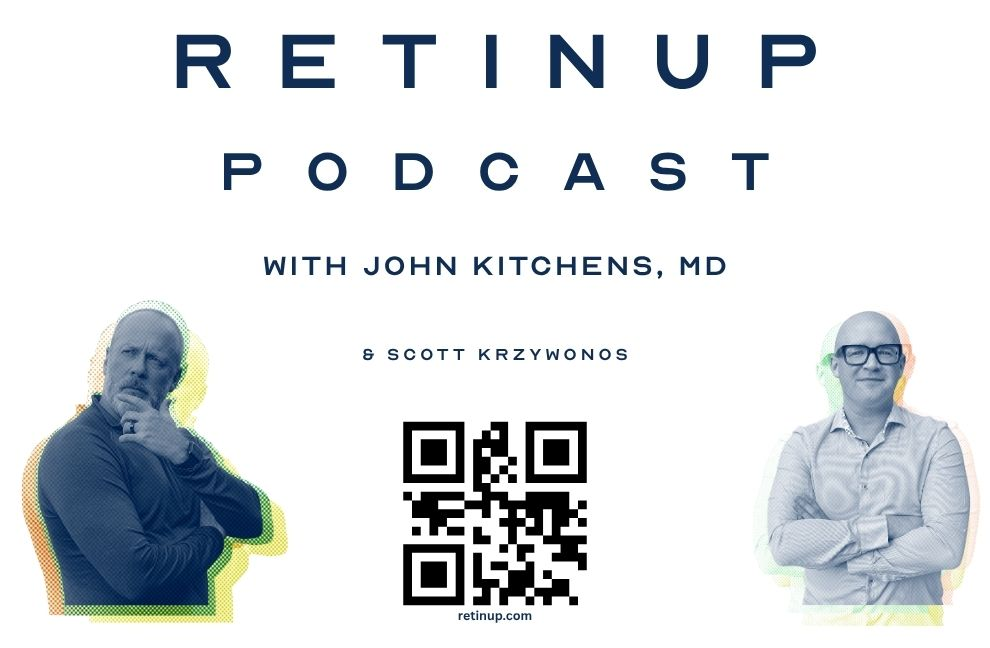 RETINUP
PODCAST
WITH JOHN KITCHENS, MD
& SCOTT KRZYWONOS
retinup.com